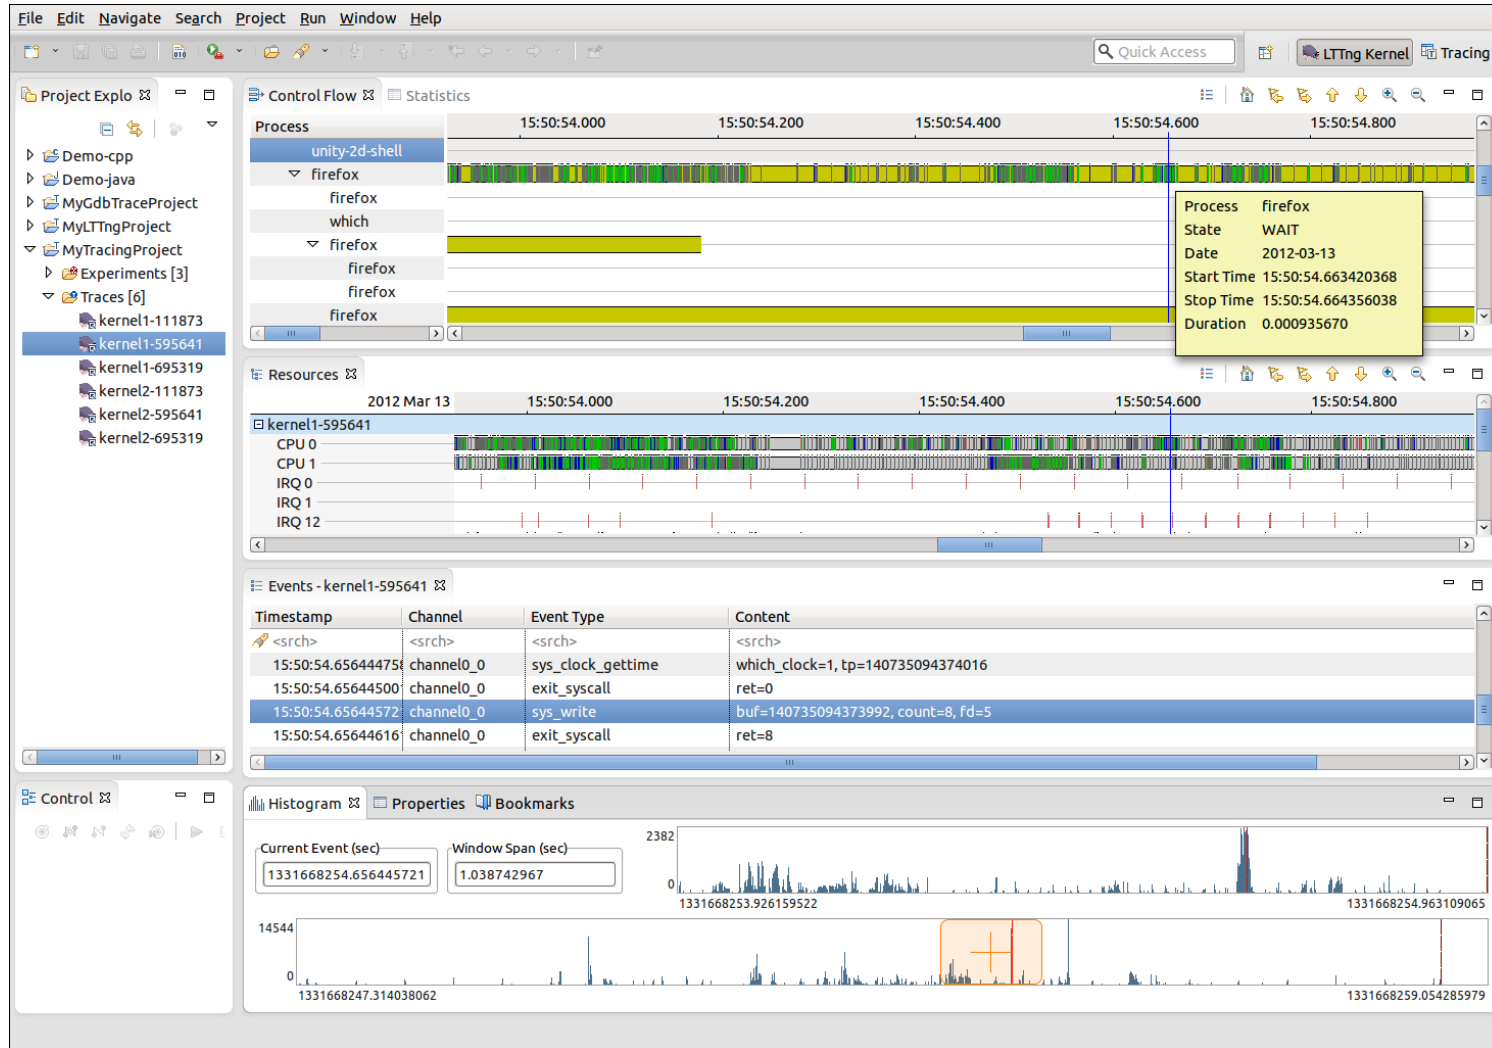 File Edit Navigate Search Project Run Window Help
Quick Access LTTng Kernel Tracing
Project Explo
Demo-cpp
Demo-java
MyGdbTraceProject
MyLTTngProject
MyTracingProject
Experiments [3]
Traces [6]
kernel1-111873
kernel1-595641
kernel1-695319
kernel2-111873
kernel2-595641
kernel2-695319
Control Flow Statistics
Process 15:50:54.000 15:50:54.200 15:50:54.400 15:50:54.600 15:50:54.800
unity-2d-shell
firefox
firefox
which
firefox
firefox
firefox
firefox
Process firefox
State WAIT
Date 2012-03-13
Start Time 15:50:54.663420368
Stop Time 15:50:54.664356038
Duration 0.000935670
Resources
2012 Mar 13 15:50:54.000 15:50:54.200 15:50:54.400 15:50:54.600 15:50:54.800
kernel1-595641
CPU 0
CPU 1
IRQ 0
IRQ 1
IRQ 12
Events - kernel1-595641
Timestamp Channel Event Type Content
<srch> <srch> <srch> <srch>
15:50:54.65644475 channel0_0 sys_clock_gettime which_clock=1, tp=140735094374016
15:50:54.65644500 channel0_0 exit_syscall ret=0
15:50:54.65644572 channel0_0 sys_write buf=140735094373992, count=8, fd=5
15:50:54.65644616 channel0_0 exit_syscall ret=8
Control
Histogram Properties Bookmarks
Current Event (sec) Window Span (sec)
1331668254.656445721 1.038742967
2382
0
1331668253.926159522 1331668254.963109065
14544
0
1331668247.314038062 1331668259.054285979